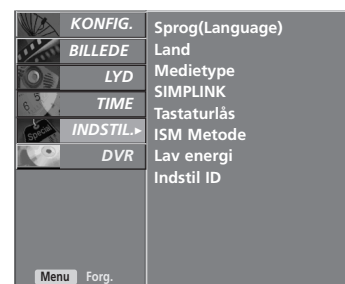 KONFIG.
BILLEDE
LYD
TIME
INDSTIL.►
DVR
Sprog(Language)
Land
Medietype
SIMPLINK
Tastaturlås
ISM Metode
Lav energi
Indstil ID
Menu Forg.